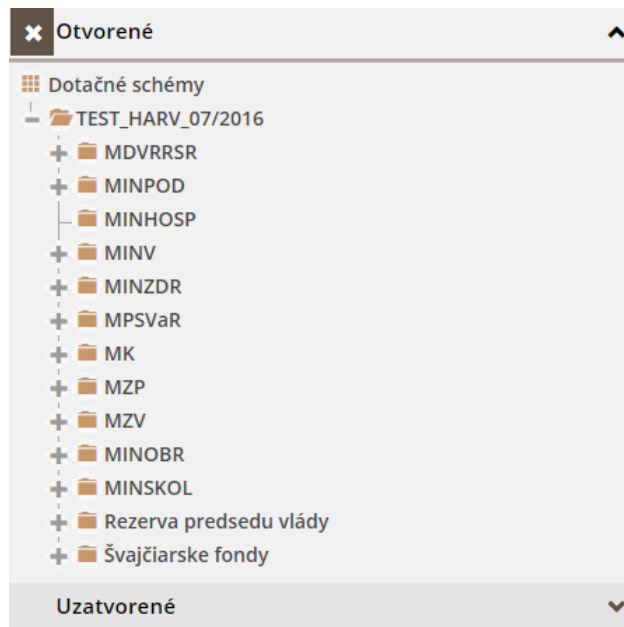 Otvorené
Dotačné schémy
TEST_HARV_07/2016
MDVRRSR
MINPOD
MINHOSP
MINV
MINZDR
MPSVaR
MK
MZP
MZV
MINOBR
MINSKOL
Rezerva predsedu vlády
Švajčiarske fondy
Uzatvorené